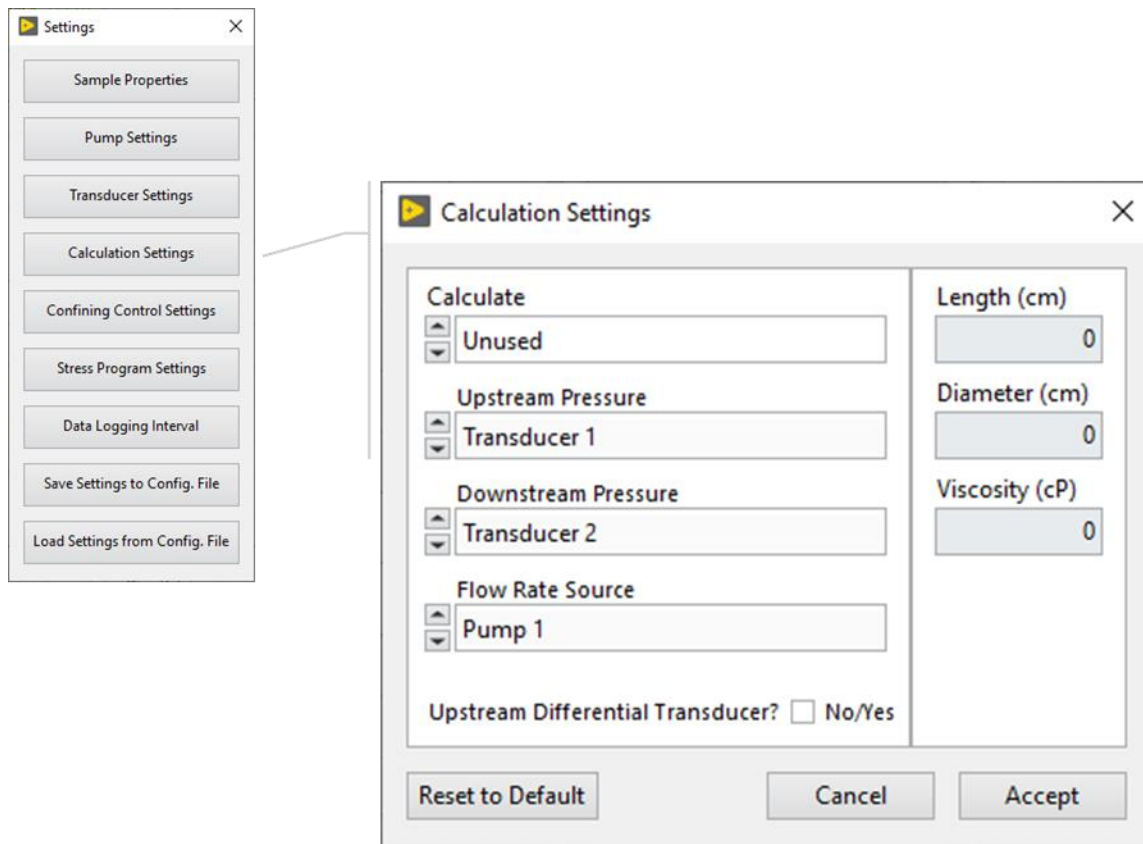 Settings
Sample Properties
Pump Settings
Transducer Settings
Calculation Settings
Confining Control Settings
Stress Program Settings
Data Logging Interval
Save Settings to Config. File
Load Settings from Config. File
Calculation Settings
Calculate
Unused
Upstream Pressure
Transducer 1
Downstream Pressure
Transducer 2
Flow Rate Source
Pump 1
Upstream Differential Transducer? No/Yes
Length (cm)
0
Diameter (cm)
0
Viscosity (cP)
0
Reset to Default
Cancel
Accept